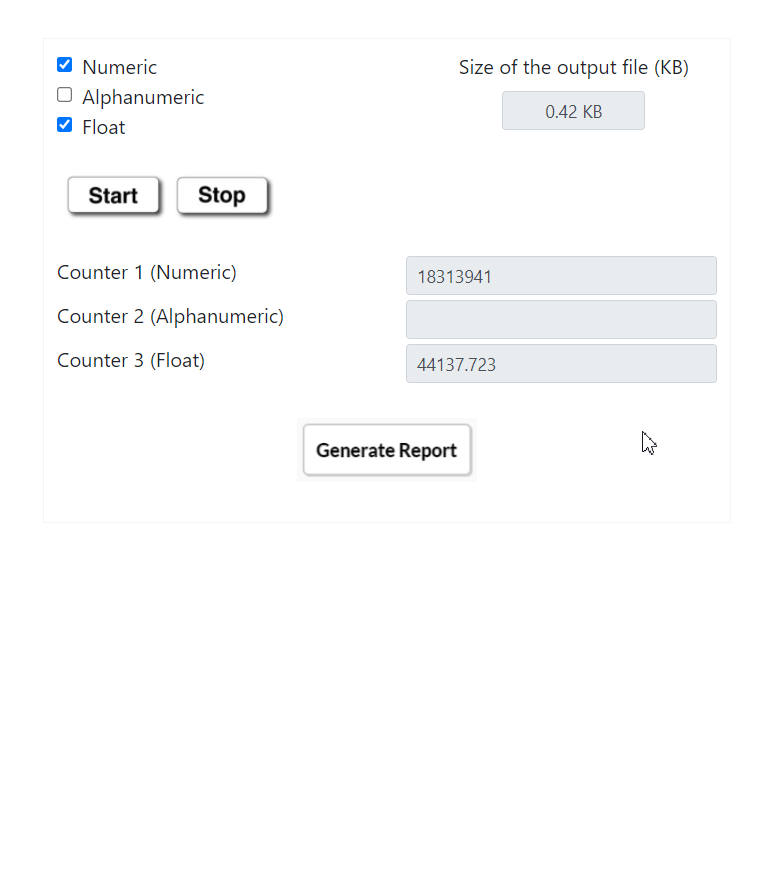 Numeric
Size of the output file (KB)
Alphanumeric
0.42 KB
Float
Start
Stop
Counter 1 (Numeric)
18313941
Counter 2 (Alphanumeric)
Counter 3 (Float)
44137.723
Generate Report